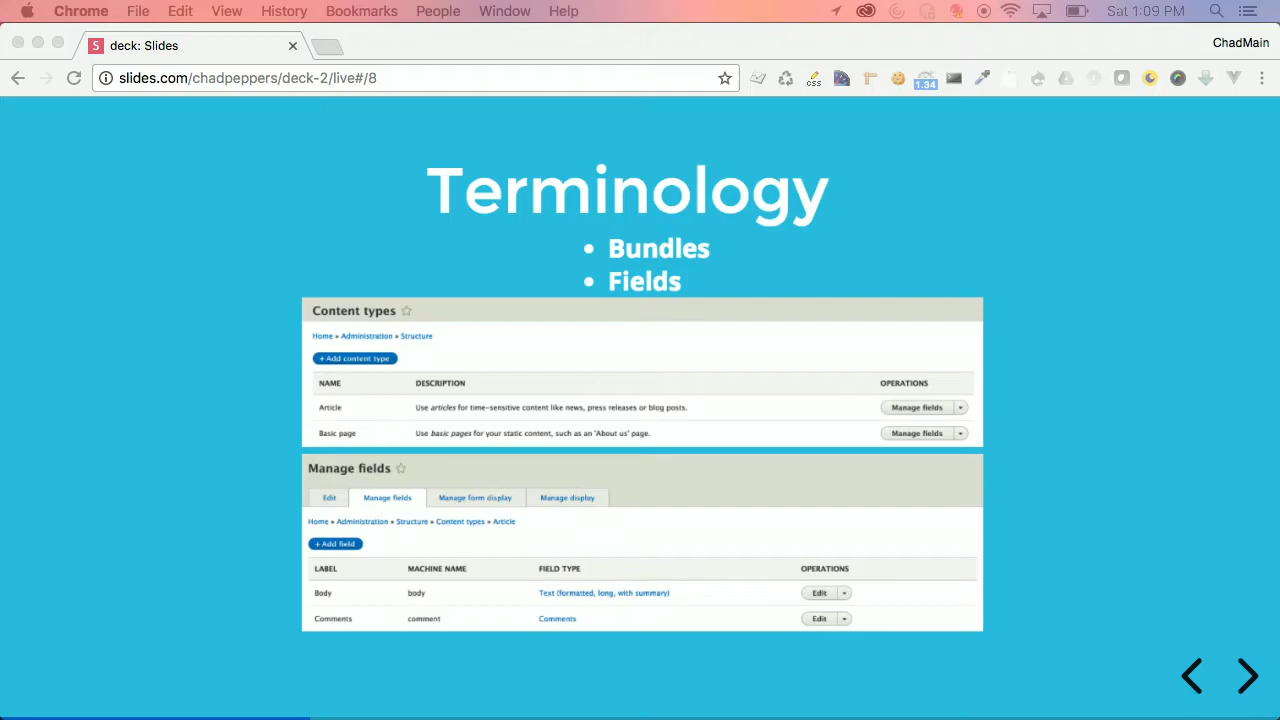 Chrome File Edit View History Bookmarks People Window Help Sat 1:09 PM
S deck: Slides ChadMain
slides.com/chadpeppers/deck-2/live#/8 css 1.34
Terminology
• Bundles
• Fields
Content types
Home » Administration » Structure
+ Add content type
NAME DESCRIPTION OPERATIONS
Article Use articles for time-sensitive content like news, press releases or blog posts. Manage fields
Basic page Use basic pages for your static content, such as an 'About us' page. Manage fields
Manage fields
Edit Manage fields Manage form display Manage display
Home » Administration » Structure » Content types » Article
+ Add field
LABEL MACHINE NAME FIELD TYPE OPERATIONS
Body body Text (formatted, long, with summary) Edit
Comments comment Comments Edit